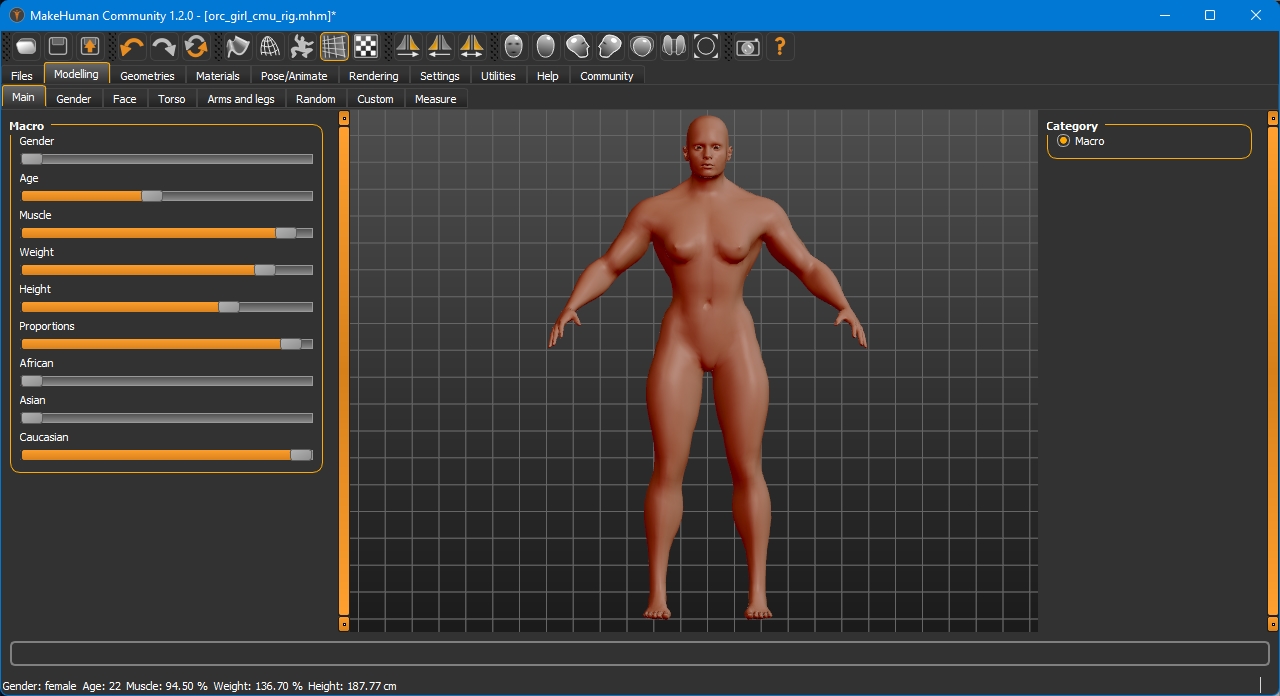 MakeHuman Community 1.2.0 - [orc_girl_cmu_rig.mhm]*
?
Files Modelling Geometries Materials Pose/Animate Rendering Settings Utilities Help Community
Main Gender Face Torso Arms and legs Random Custom Measure
Macro
Gender
Age
Muscle
Weight
Height
Proportions
African
Asian
Caucasian
Category
Macro
Gender: female Age: 22 Muscle: 94.50 % Weight: 136.70 % Height: 187.77 cm